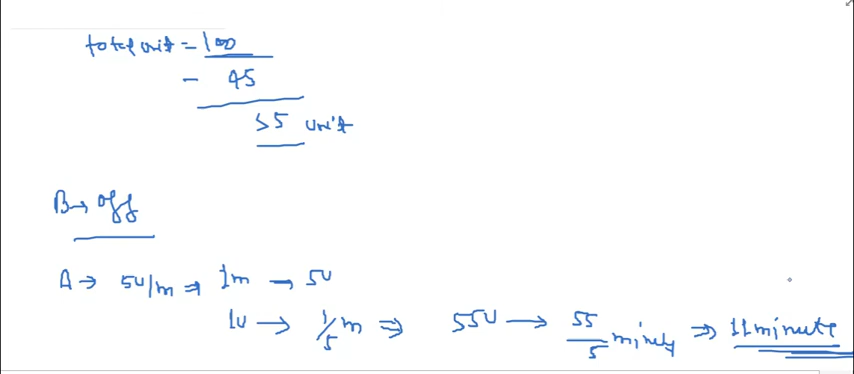 total unit = 100
- 45
55 unit
B → off
A → 5u/m ⇒ 1m → 5u
1u → 1/5 m ⇒ 55u → 55/5 minute ⇒ 11 minute